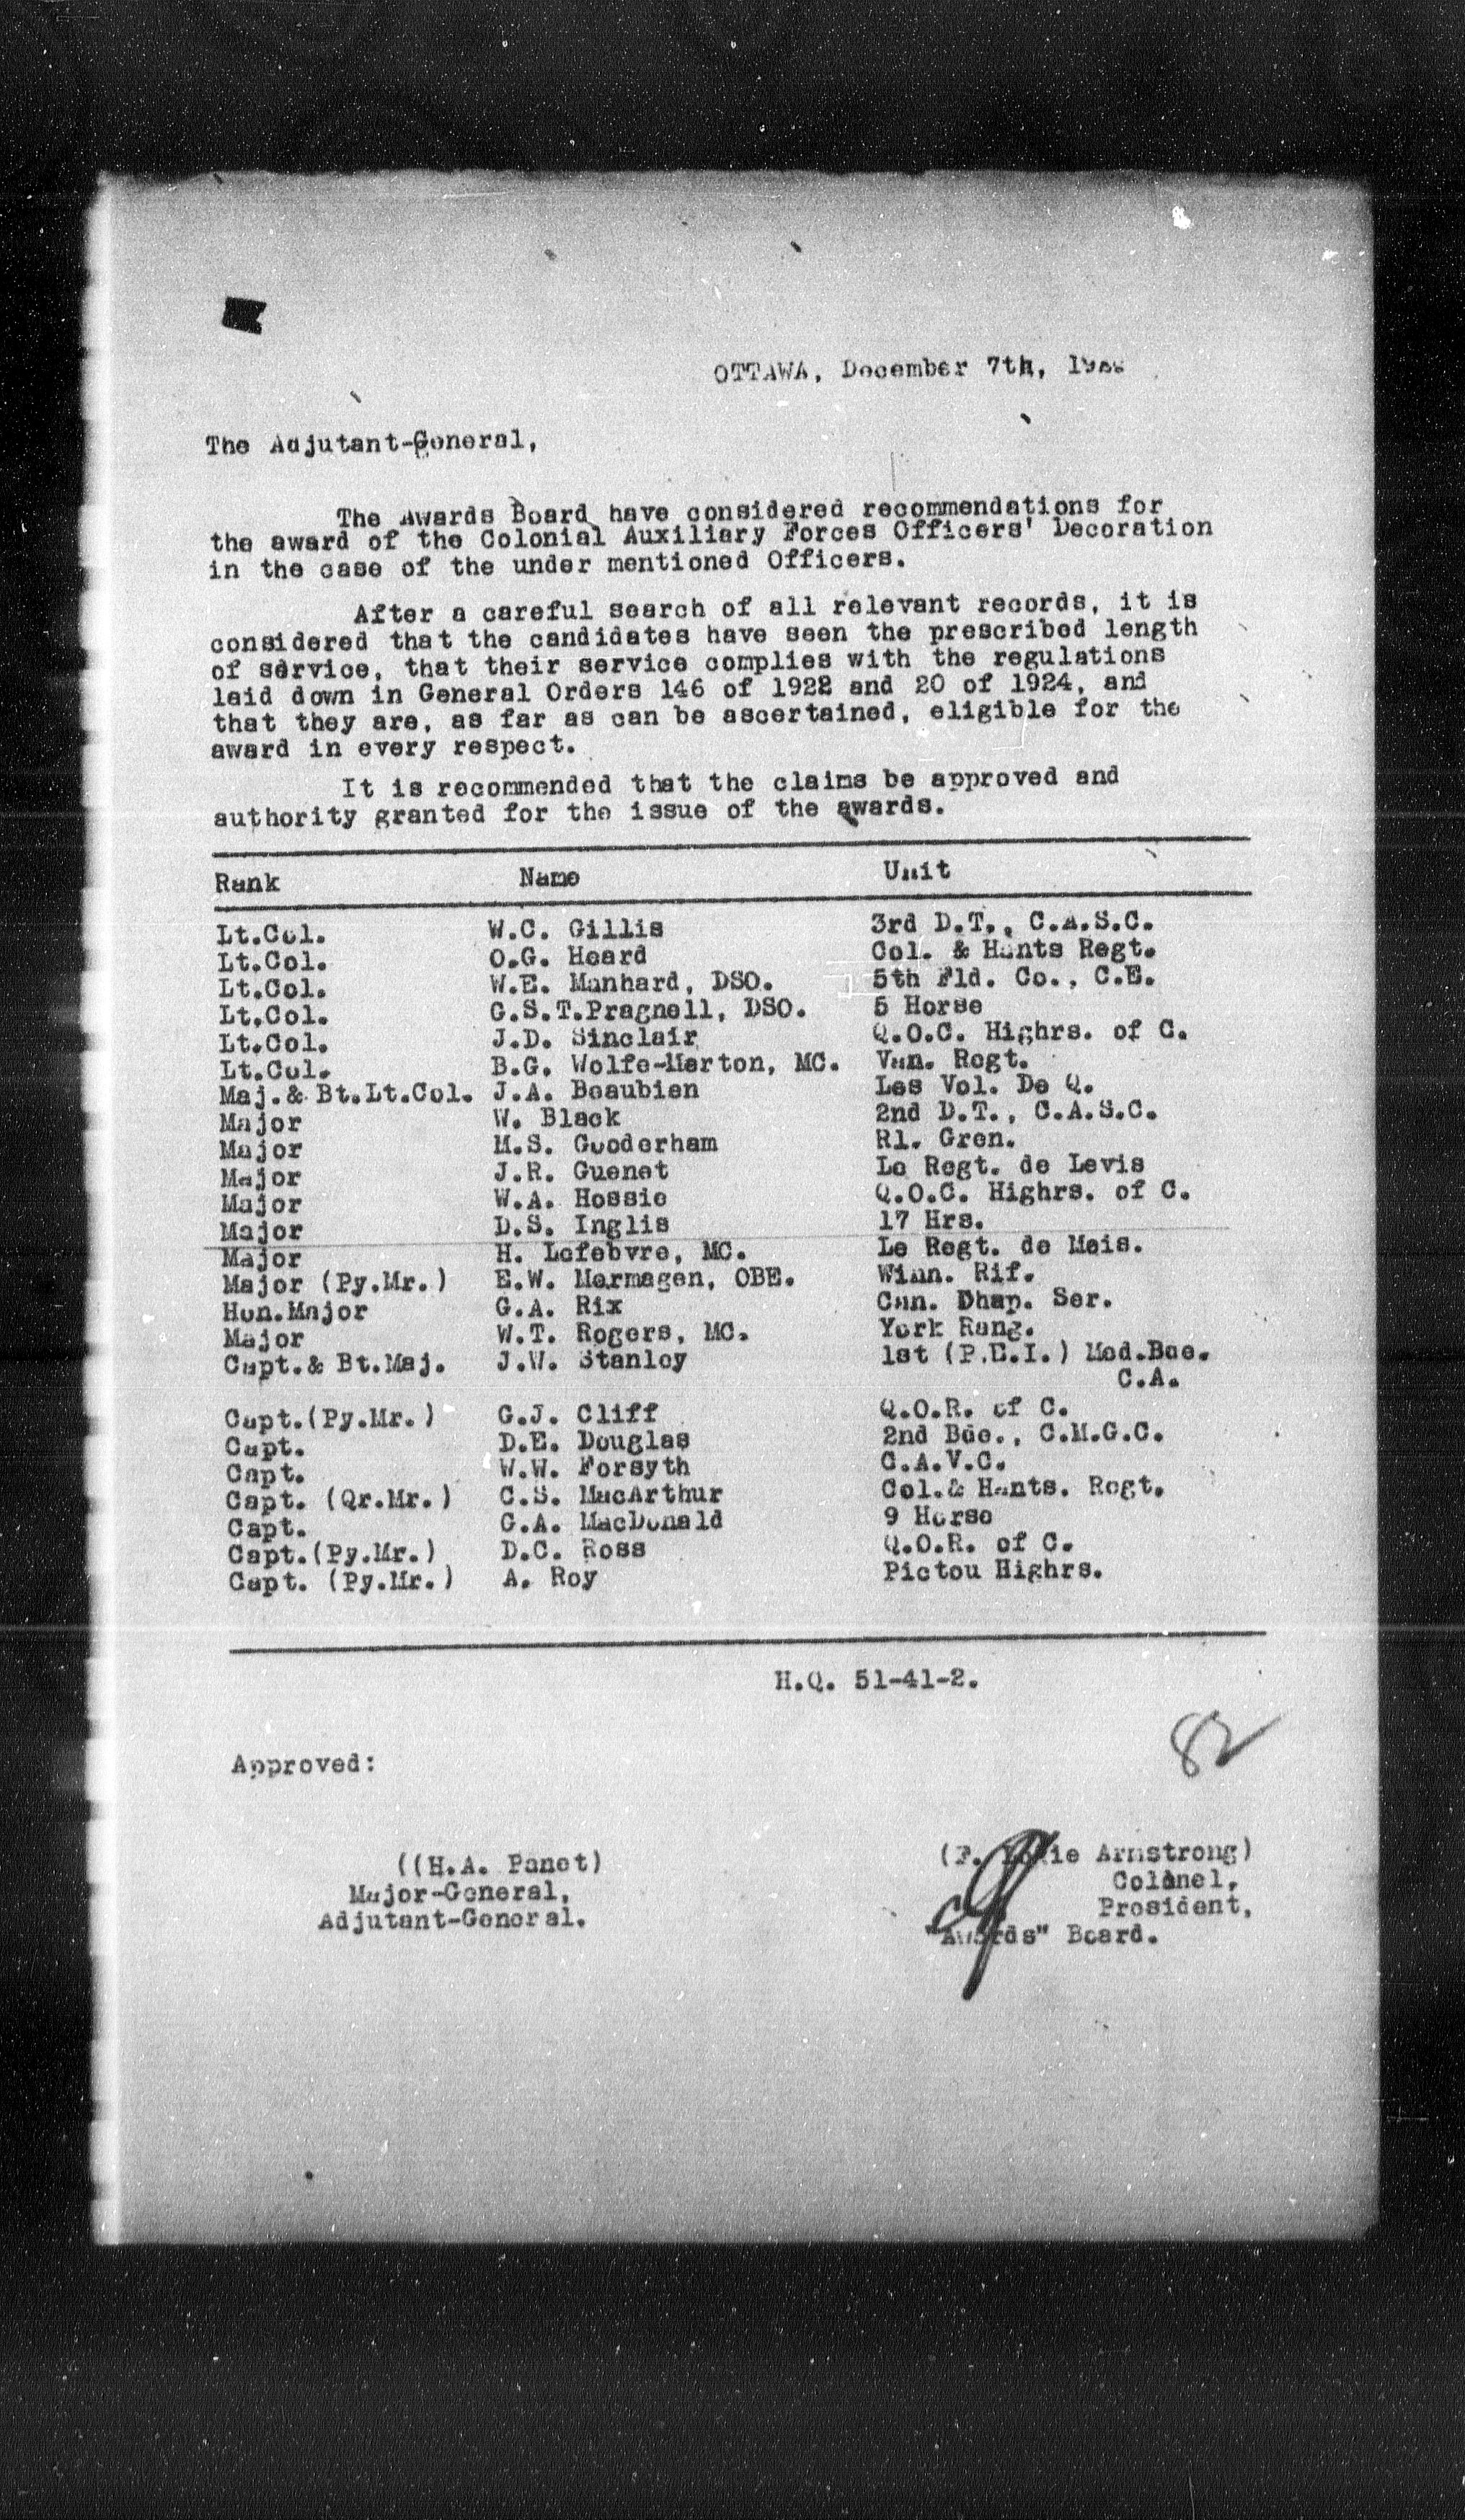 OTTAWA, December 7th,
The Adjutant-General,
The Awards Board have considered recommendations for
the award of the Colonial Auxiliary Forces Officers' Decoration
in the case of the under mentioned Officers.
After a careful search of all relevant records, it is
considered that the candidates have seen the prescribed length
of service, that their service complies with the regulations
laid down in General Orders 146 of 1922 and 20 of 1924, and
that they are, as far as can be ascertained, eligible for the
award in every respect.
It is recommended that the claims be approved and
authority granted for the issue of the awards.
Rank Name Unit
Lt.Col. W.C. Gillis 3rd D.T., C.A.S.C.
Lt.Col. O.G. Heard Col. & Hants Regt.
Lt.Col. W.E. Manhard, DSO. 5th Fld. Co., C.E.
Lt.Col. G.S.T.Pragnell, DSO. 5 Horse
Lt.Col. J.D. Sinclair Q.O.C. Highrs. of C.
Lt.Col. B.G. Wolfe-Merton, MC. Van. Regt.
Maj.& Bt.Lt.Col. J.A. Beaubien Les Vol. De Q.
Major W. Black 2nd D.T., C.A.S.C.
Major M.S. Gooderham Rl. Gren.
Major J.R. Guenet Le Regt. de Levis
Major W.A. Hossie Q.O.C. Highrs. of C.
Major D.S. Inglis 17 Hrs.
Major H. Lefebvre, MC. Le Regt. de Mais.
Major (Py.Mr.) E.W. Mermagen, OBE. Winn. Rif.
Hon.Major G.A. Rix Can. Dhap. Ser.
Major W.T. Rogers, MC. York Rang.
Capt.& Bt.Maj. J.W. Stanley 1st (P.E.I.) Med.Bde.
C.A.
Capt.(Py.Mr.) G.J. Cliff Q.O.R. of C.
Capt. D.E. Douglas 2nd Bde., C.M.G.C.
Capt. W.W. Forsyth C.A.V.C.
Capt. (Qr.Mr.) C.S. MacArthur Col.& Hants. Regt.
Capt. G.A. MacDonald 9 Horse
Capt.(Py.Mr.) D.C. Ross Q.O.R. of C.
Capt. (Py.Mr.) A. Roy Pictou Highrs.
H.Q. 51-41-2.
82
Approved:
((H.A. Panet) Armstrong)
Major-General, Colonel,
Adjutant-General. President,
"Awards" Board.